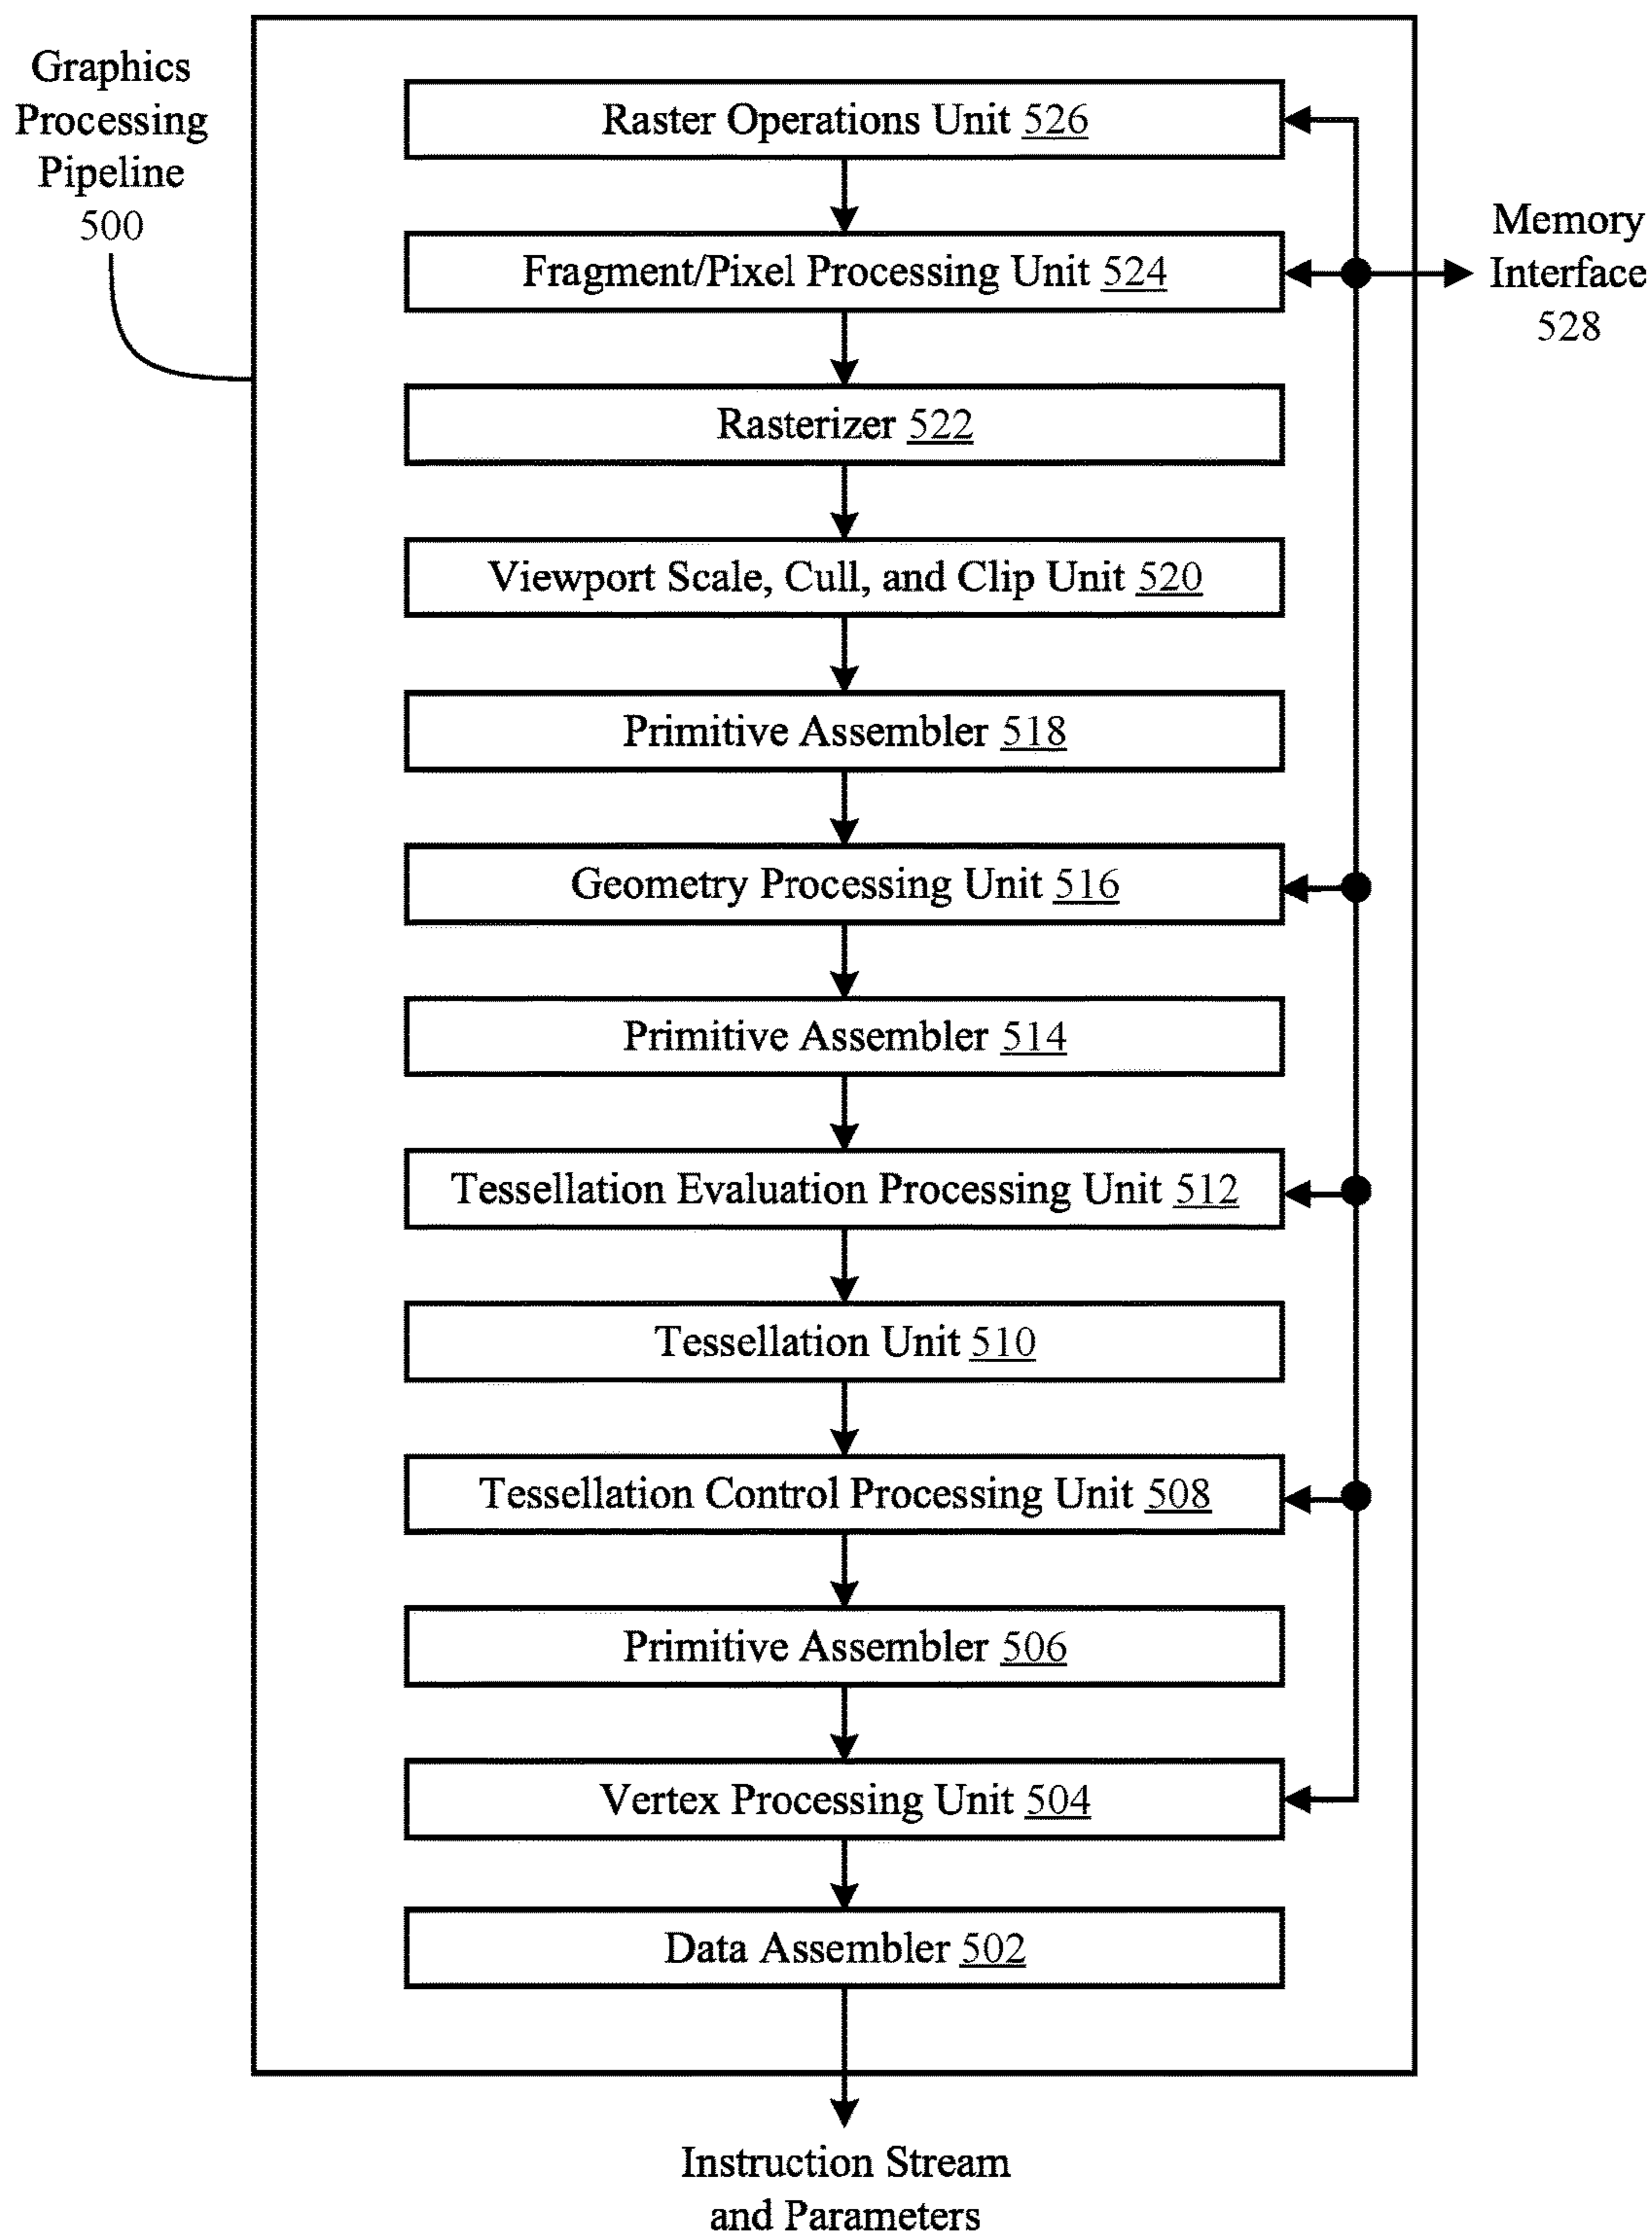 Graphics
Processing
Pipeline
500
Raster Operations Unit 526
Fragment/Pixel Processing Unit 524
Memory
Interface
528
Rasterizer 522
Viewport Scale, Cull, and Clip Unit 520
Primitive Assembler 518
Geometry Processing Unit 516
Primitive Assembler 514
Tessellation Evaluation Processing Unit 512
Tessellation Unit 510
Tessellation Control Processing Unit 508
Primitive Assembler 506
Vertex Processing Unit 504
Data Assembler 502
Instruction Stream
and Parameters